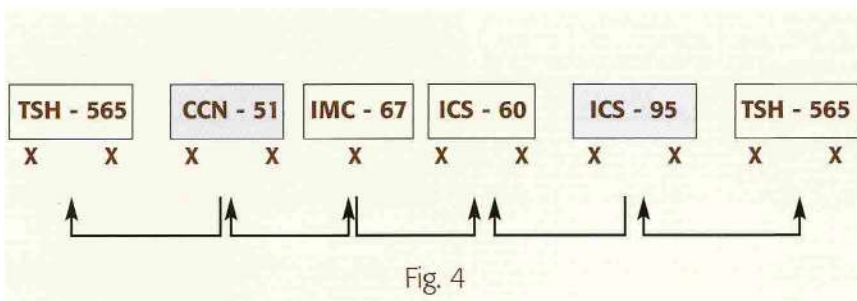 TSH - 565 CCN - 51 IMC - 67 ICS - 60 ICS - 95 TSH - 565
X X X X X X X X X X X
Fig. 4